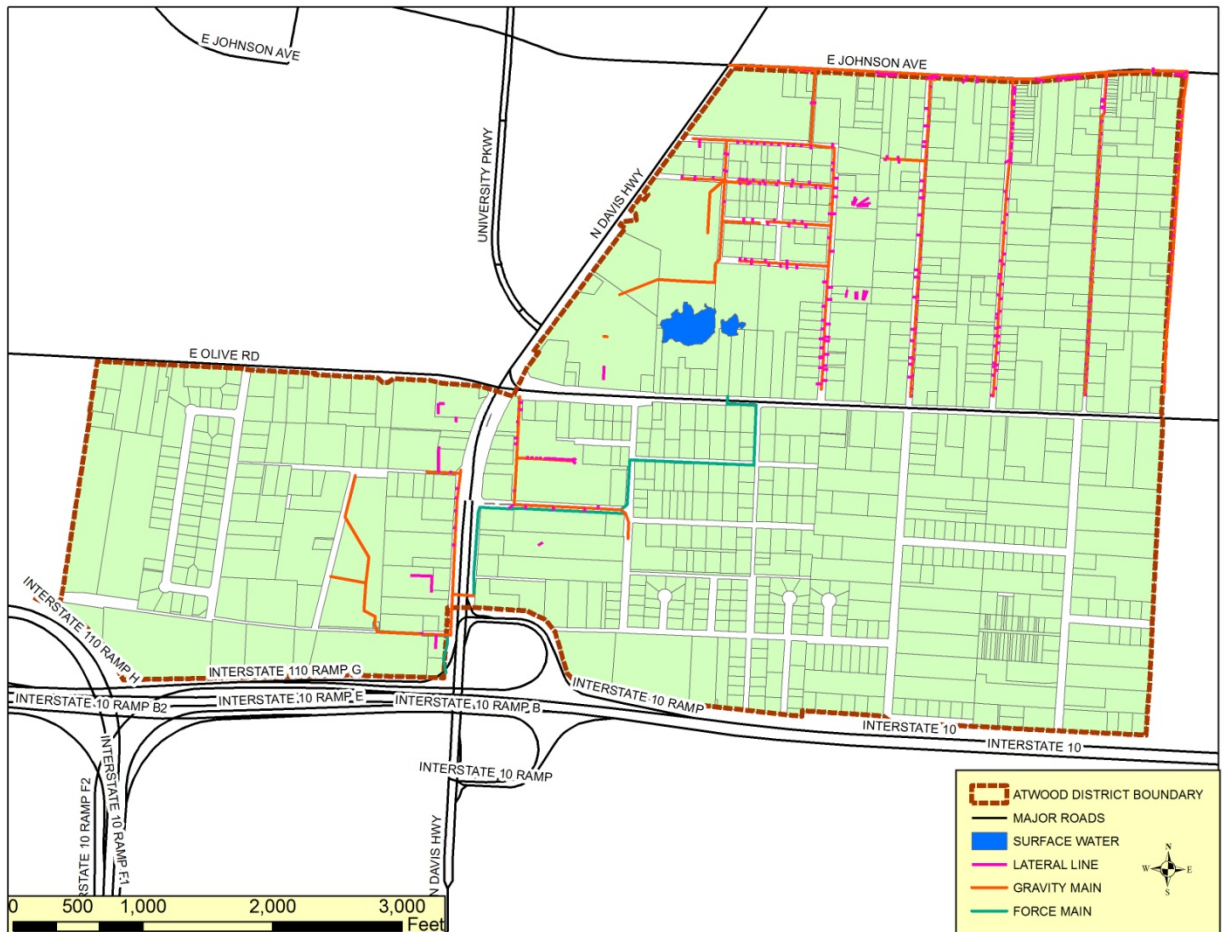 E JOHNSON AVE
E JOHNSON AVE
UNIVERSITY PKWY
N DAVIS HWY
E OLIVE RD
INTERSTATE 110 RAMP H
INTERSTATE 110 RAMP G
INTERSTATE 10 RAMP B2
INTERSTATE 10 RAMP E
INTERSTATE 10 RAMP B
INTERSTATE 10 RAMP
INTERSTATE 10
INTERSTATE 10
INTERSTATE 10 RAMP
RSTATE 10 RAMP F2
INTERSTATE 10 RAMP F1
N DAVIS HWY
ATWOOD DISTRICT BOUNDARY
MAJOR ROADS
SURFACE WATER
LATERAL LINE
GRAVITY MAIN
FORCE MAIN
N
W E
S
0 500 1,000 2,000 3,000
Feet